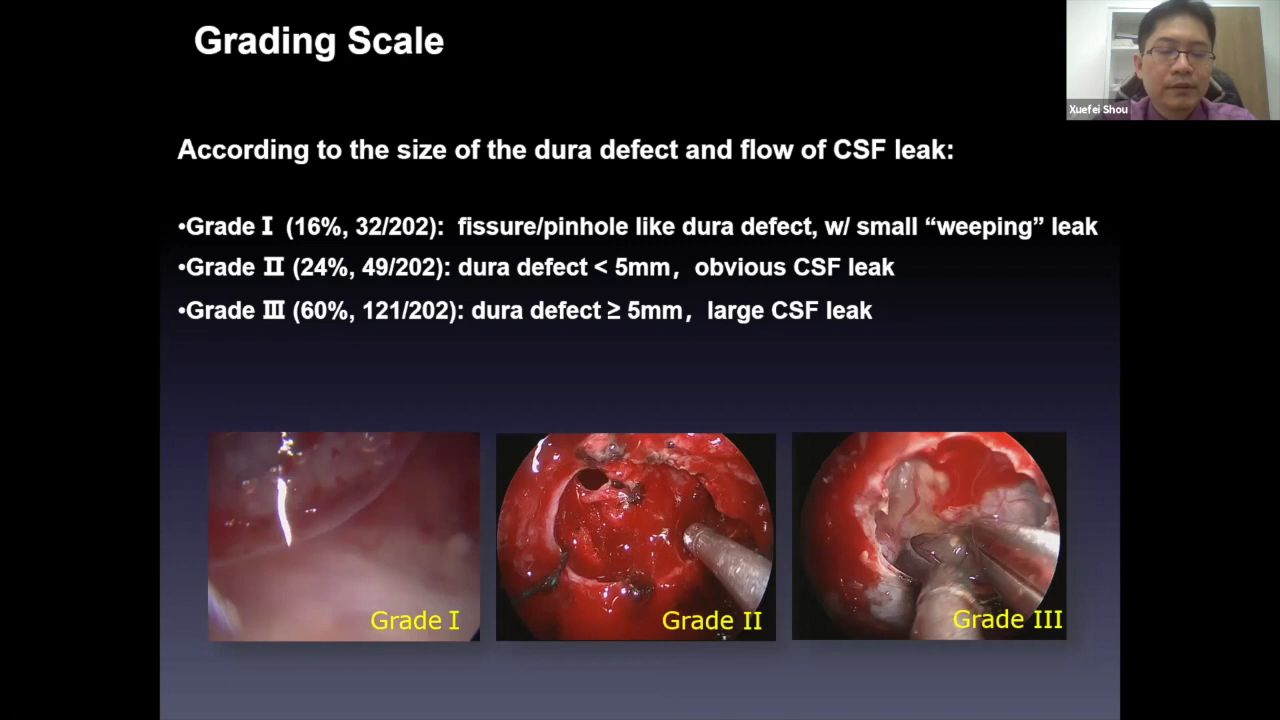 Grading Scale
Xuefei Shou
According to the size of the dura defect and flow of CSF leak:
•Grade Ⅰ (16%, 32/202): fissure/pinhole like dura defect, w/ small “weeping” leak
•Grade Ⅱ (24%, 49/202): dura defect < 5mm，obvious CSF leak
•Grade Ⅲ (60%, 121/202): dura defect ≥ 5mm，large CSF leak
Grade I
Grade II
Grade III